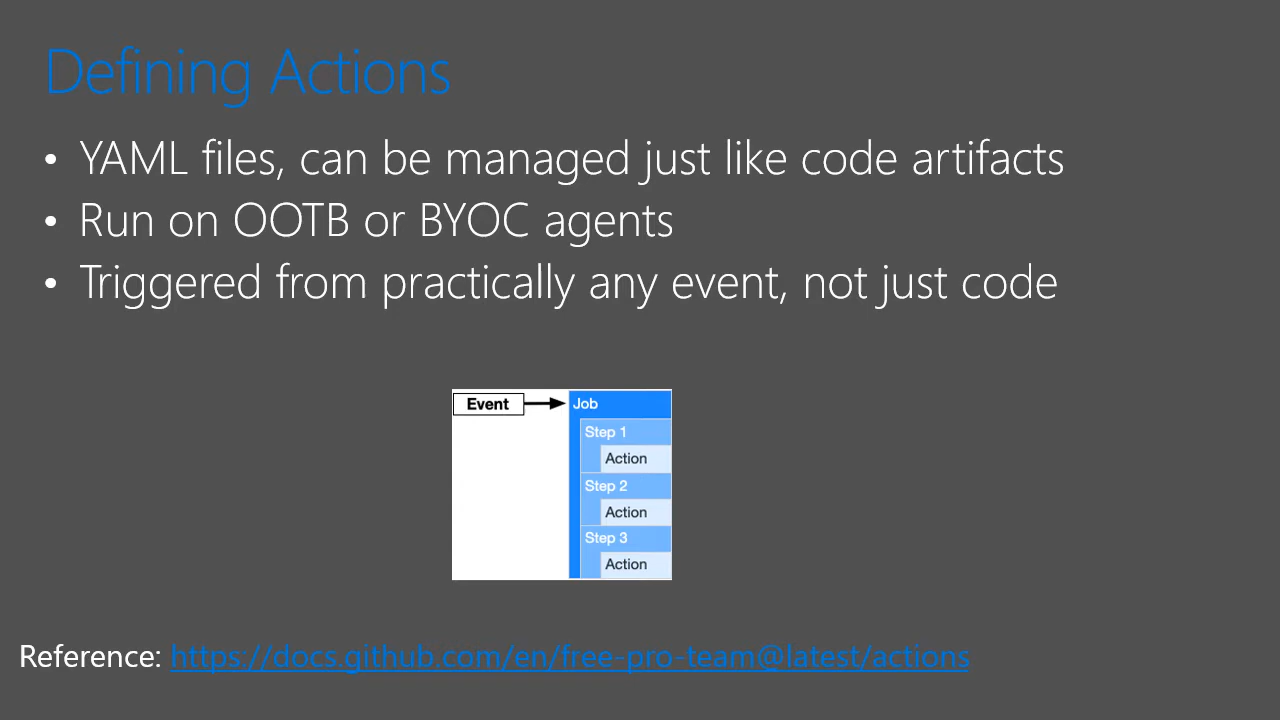 Defining Actions
• YAML files, can be managed just like code artifacts
• Run on OOTB or BYOC agents
• Triggered from practically any event, not just code
Event
Job
Step 1
Action
Step 2
Action
Step 3
Action
Reference: https://docs.github.com/en/free-pro-team@latest/actions